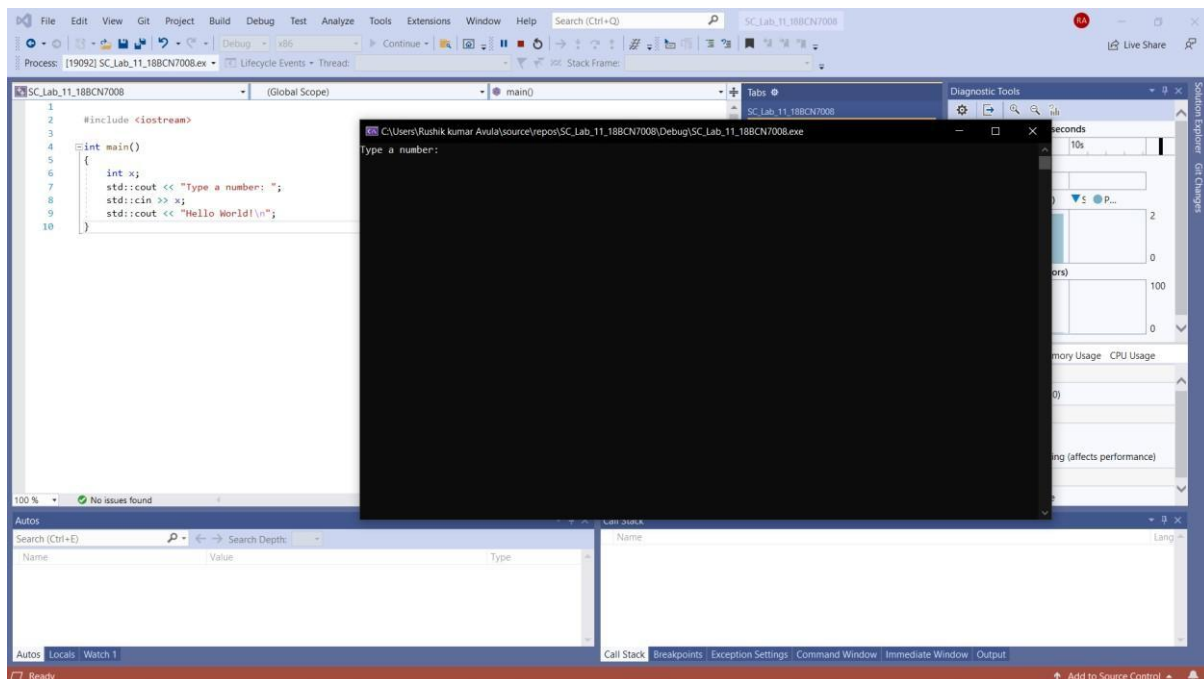 File Edit View Git Project Build Debug Test Analyze Tools Extensions Window Help Search (Ctrl+Q) SC_Lab_11_18BCN7008 RA
Debug x86 Continue Live Share
Process: [19092] SC_Lab_11_18BCN7008.ex Lifecycle Events Thread: Stack Frame:
SC_Lab_11_18BCN7008 (Global Scope) main() Tabs Diagnostic Tools
SC_Lab_11_18BCN7008
Solution Explorer
Git Changes
1
2 #include <iostream>
3
4 int main()
5 {
6 int x;
7 std::cout << "Type a number: ";
8 std::cin >> x;
9 std::cout << "Hello World!\n";
10 }
C:\Users\Rushik kumar Avula\source\repos\SC_Lab_11_18BCN7008\Debug\SC_Lab_11_18BCN7008.exe
Type a number:
seconds
10s
P...
2
0
ors)
100
0
mory Usage CPU Usage
0)
ing (affects performance)
100 % No issues found
Autos
Search (Ctrl+E) Search Depth:
Name Value Type
Autos Locals Watch 1
Call Stack
Name Lang
Call Stack Breakpoints Exception Settings Command Window Immediate Window Output
Ready Add to Source Control